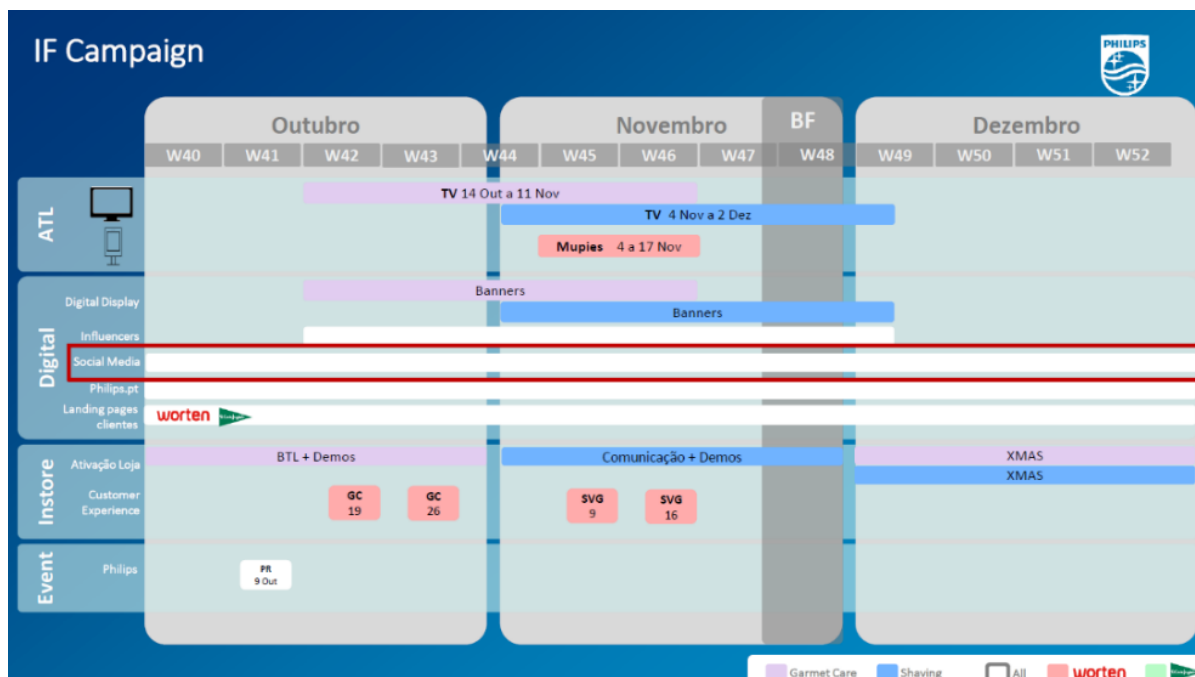 IF Campaign
PHILIPS
Outubro
Novembro
BF
Dezembro
W40 W41 W42 W43 W44 W45 W46 W47 W48 W49 W50 W51 W52
ATL
TV 14 Out a 11 Nov
TV 4 Nov a 2 Dez
Mupies 4 a 17 Nov
Digital
Digital Display
Banners
Banners
Influencers
Social Media
Philips.pt
Landing pages
clientes
worten
Instore
Ativação Loja
BTL + Demos
Comunicação + Demos
XMAS
XMAS
Customer
Experience
GC
19
GC
26
SVG
9
SVG
16
Event
Philips
PR
9 Out
Garmet Care
Shaving
All
worten